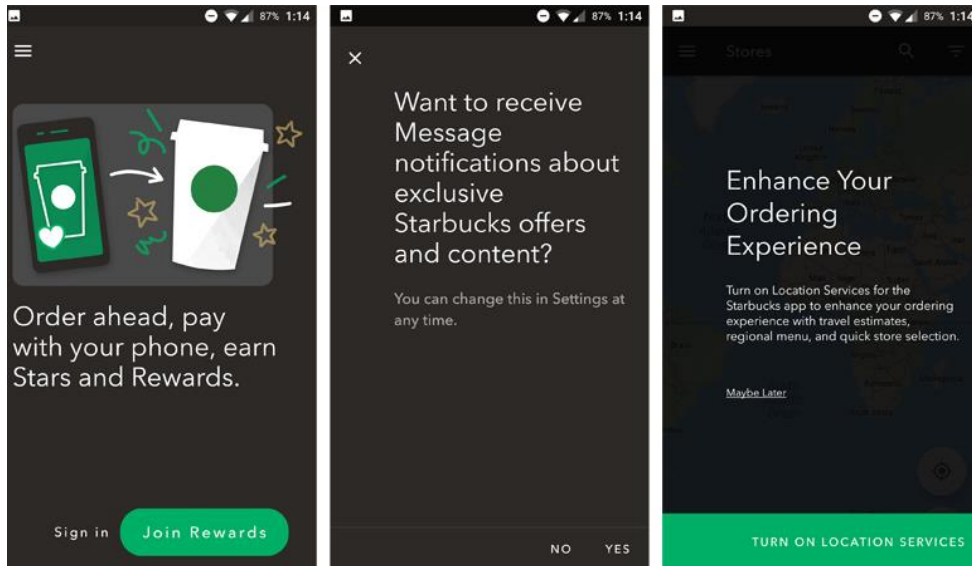 87% 1:14
Order ahead, pay
with your phone, earn
Stars and Rewards.
Sign in
Join Rewards
87% 1:14
Want to receive
Message
notifications about
exclusive
Starbucks offers
and content?
You can change this in Settings at
any time.
NO YES
87% 1:14
Stores
Enhance Your
Ordering
Experience
Turn on Location Services for the
Starbucks app to enhance your ordering
experience with travel estimates,
regional menu, and quick store selection.
Maybe Later
TURN ON LOCATION SERVICES